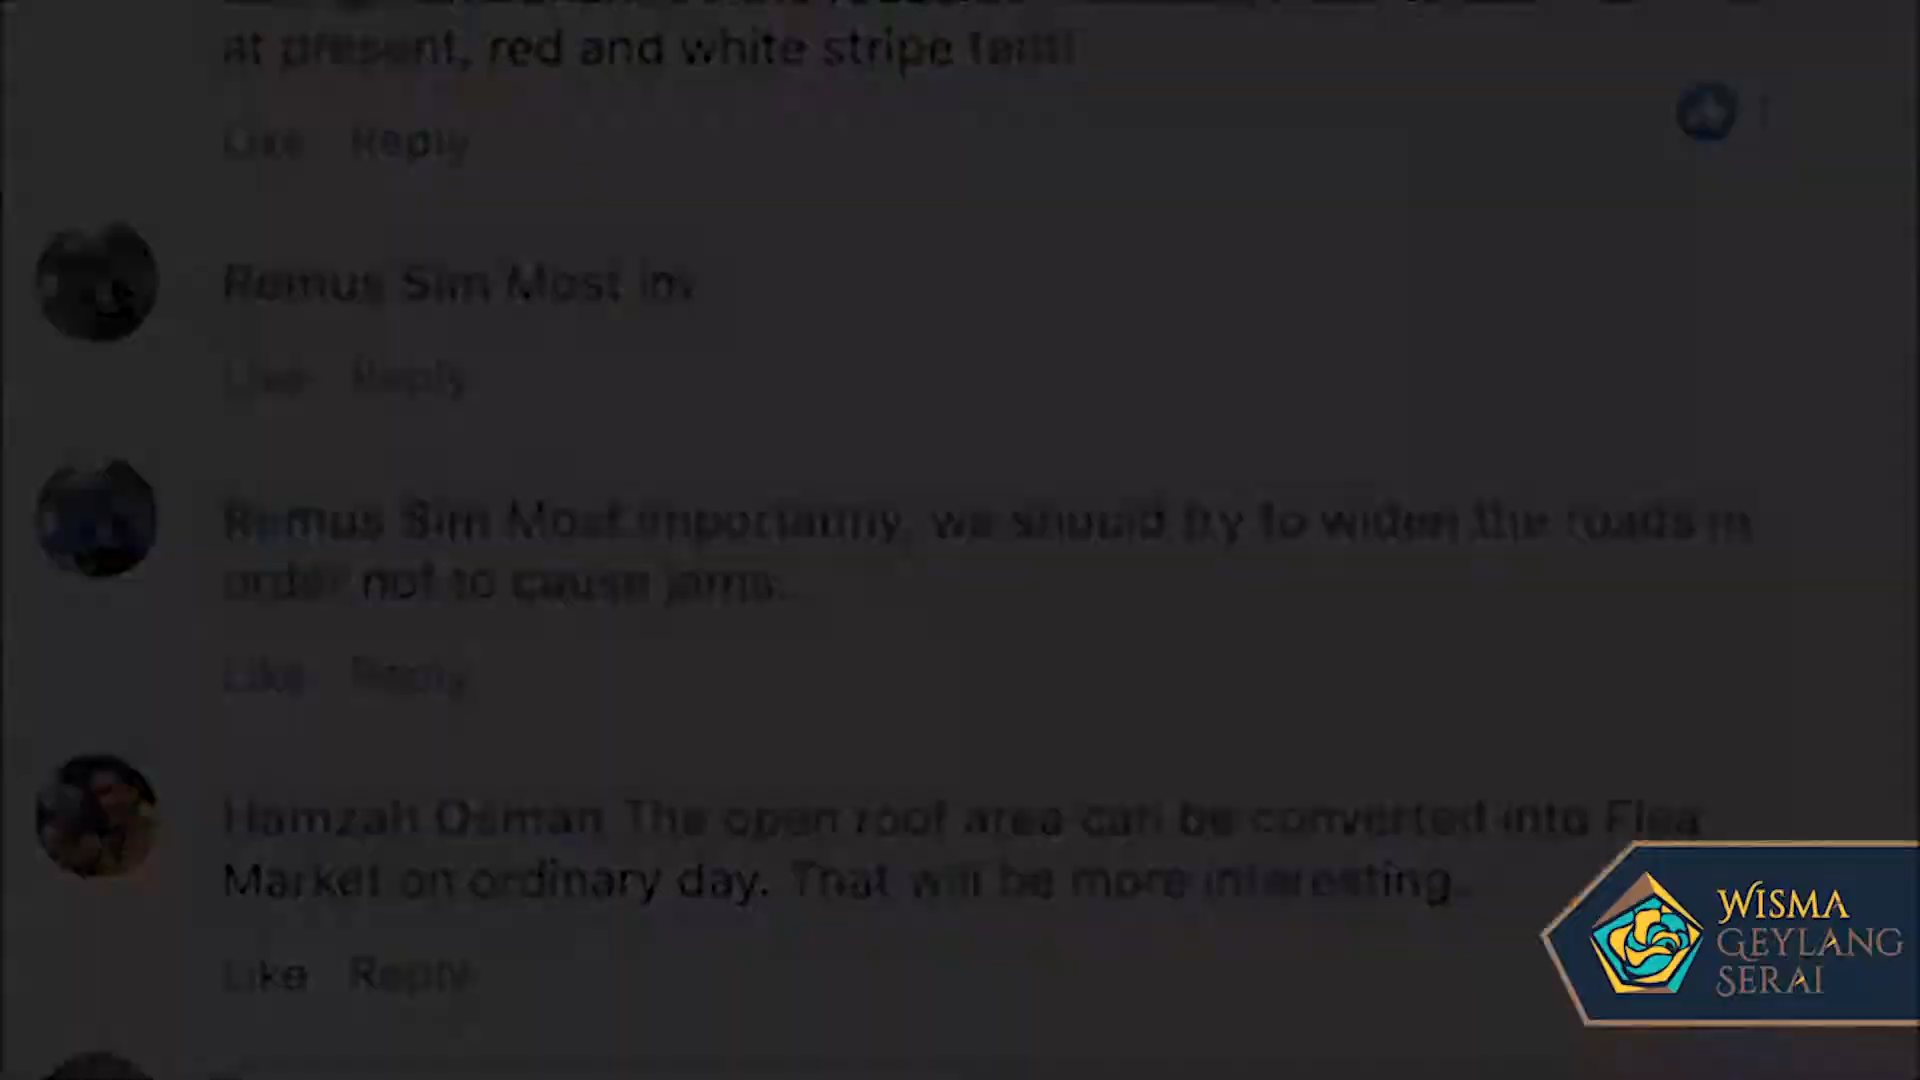 at present, red and white stripe tent!
Like Reply
Remus Sim Most im
Like Reply
Remus Sim Most importantly, we should try to widen the roads in
order not to cause jams.
Like Reply
Hamzah Osman The open roof area can be converted into Flea
Market on ordinary day. That will be more interesting.
Like Reply
WISMA
GEYLANG
SERAI